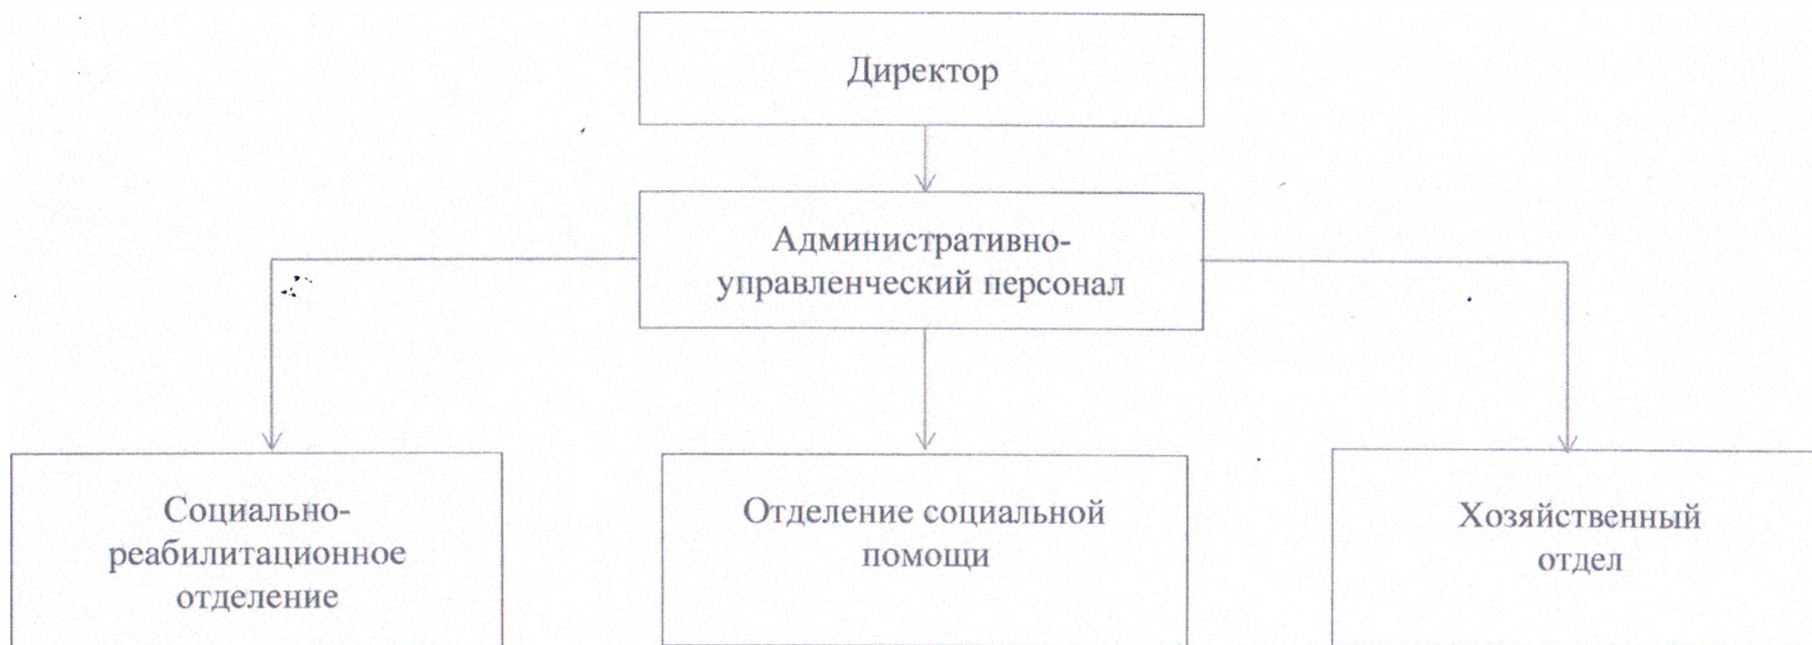 Директор
Административно-
управленческий персонал
Социально-
реабилитационное
отделение
Отделение социальной
помощи
Хозяйственный
отдел